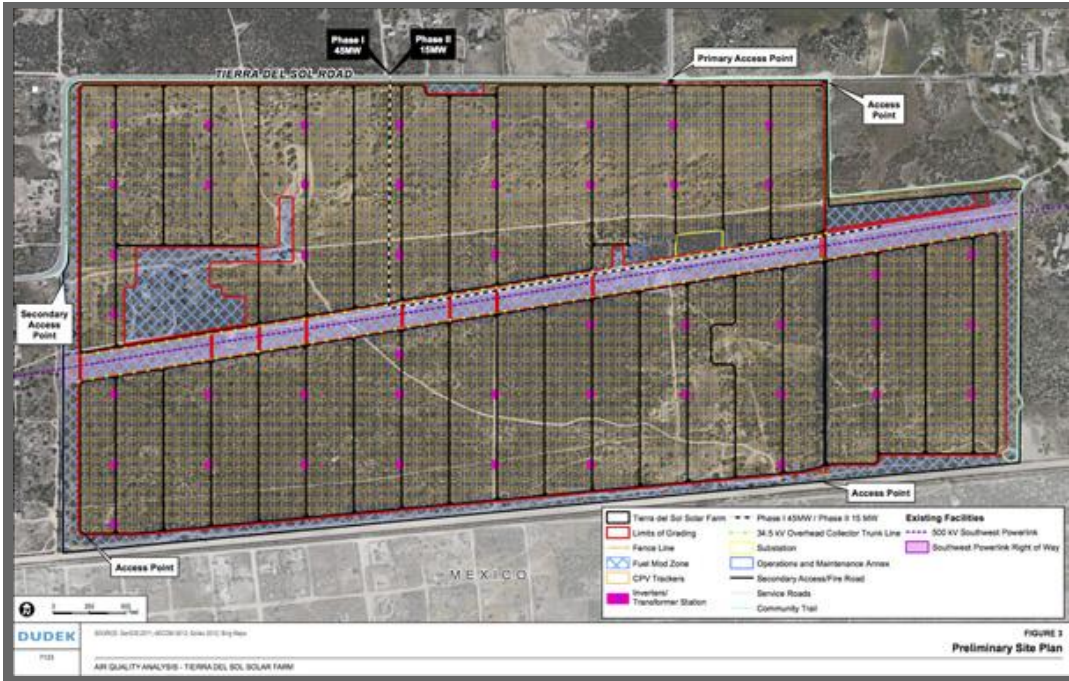 Phase I
45MW
Phase II
15MW
TIERRA DEL SOL ROAD
Primary Access Point
Access
Point
Secondary
Access
Point
Access Point
Access Point
MEXICO
Tierra del Sol Solar Farm
Limits of Grading
Fence Line
Fuel Mod Zone
CPV Trackers
Inverters/
Transformer Station
Phase I 45MW / Phase II 15 MW
34.5 kV Overhead Collector Trunk Line
Substation
Operations and Maintenance Annex
Secondary Access/Fire Road
Service Roads
Community Trail
Existing Facilities
500 kV Southwest Powerlink
Southwest Powerlink Right of Way
0
DUDEK
AIR QUALITY ANALYSIS - TIERRA DEL SOL SOLAR FARM
FIGURE 3
Preliminary Site Plan